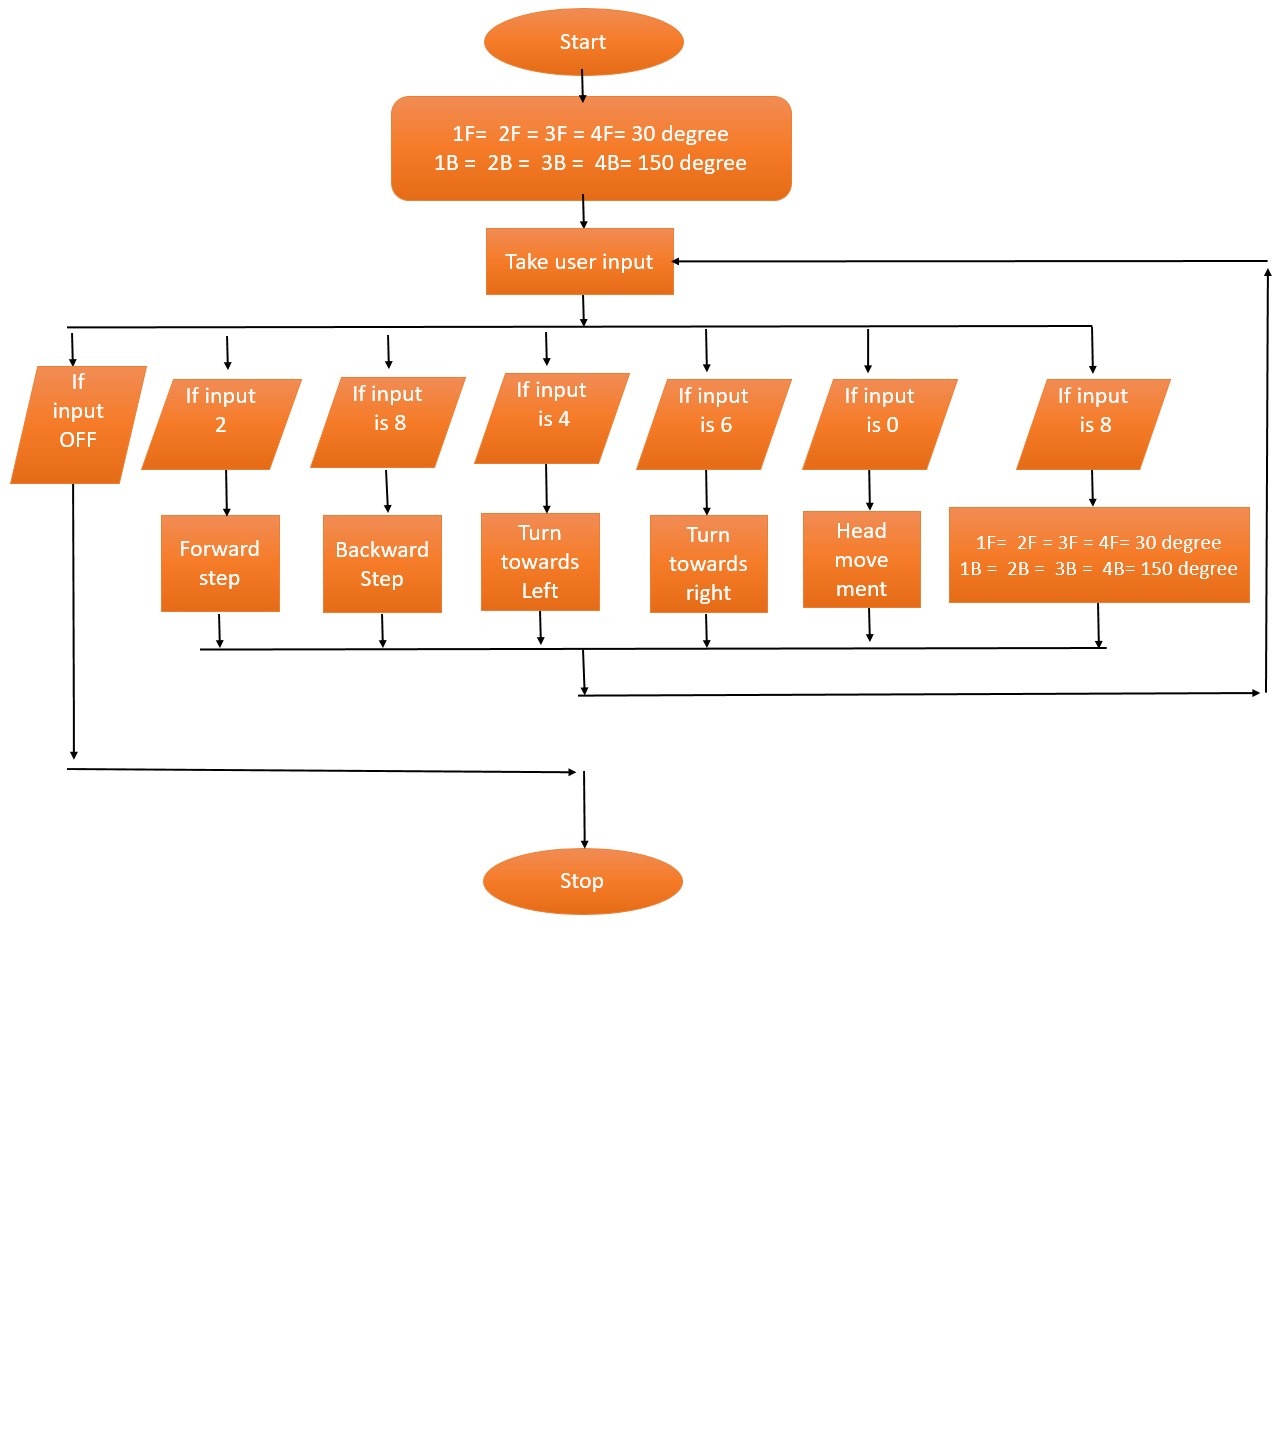 Start
1F=  2F = 3F = 4F= 30 degree
1B =  2B =  3B =  4B= 150 degree
Take user input
If
input
OFF
If input
2
If input
is 8
If input
is 4
If input
is 6
If input
is 0
If input
is 8
Forward
step
Backward
Step
Turn
towards
Left
Turn
towards
right
Head
move
ment
1F=  2F = 3F = 4F= 30 degree
1B =  2B =  3B =  4B= 150 degree
Stop